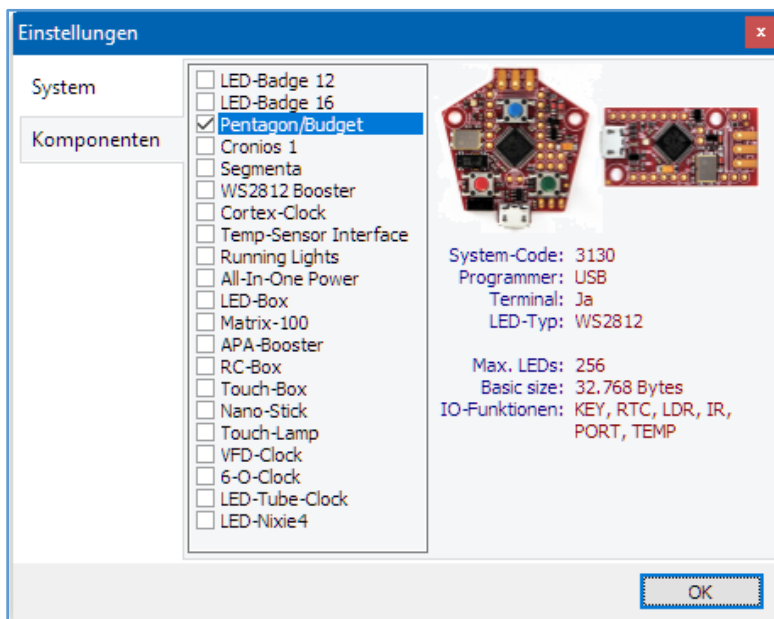 Einstellungen
x
System
Komponenten
LED-Badge 12
LED-Badge 16
Pentagon/Budget
Cronios 1
Segmenta
WS2812 Booster
Cortex-Clock
Temp-Sensor Interface
Running Lights
All-In-One Power
LED-Box
Matrix-100
APA-Booster
RC-Box
Touch-Box
Nano-Stick
Touch-Lamp
VFD-Clock
6-O-Clock
LED-Tube-Clock
LED-Nixie4
System-Code: 3130
Programmer: USB
Terminal: Ja
LED-Typ: WS2812
Max. LEDs: 256
Basic size: 32.768 Bytes
IO-Funktionen: KEY, RTC, LDR, IR,
PORT, TEMP
OK